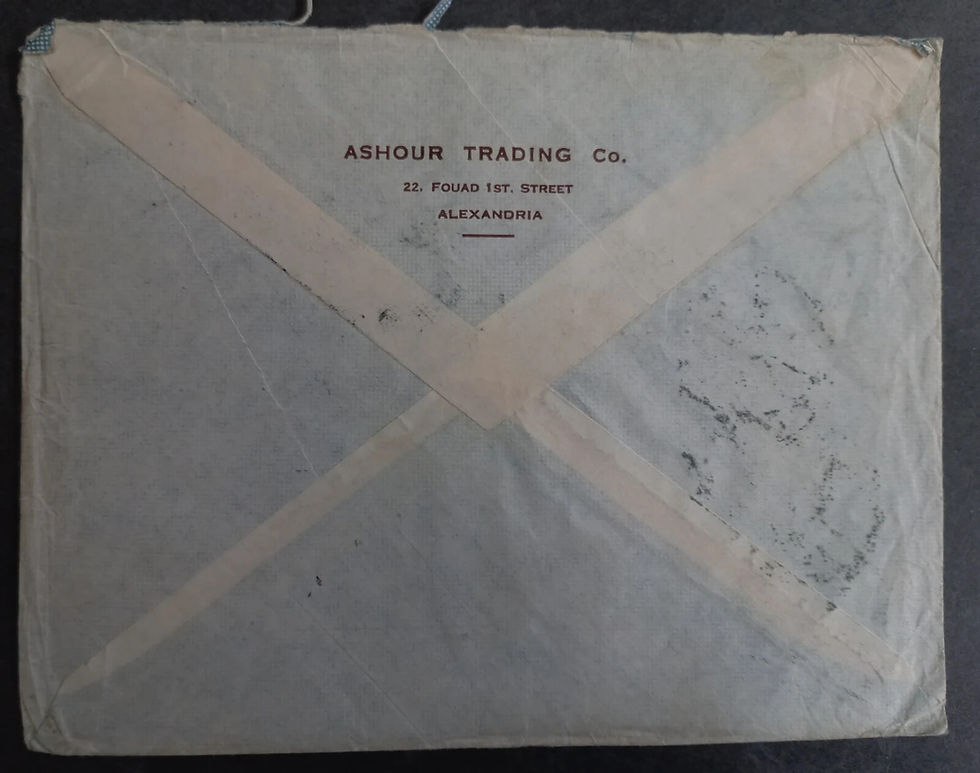 ASHOUR TRADING Co.
22, FOUAD 1ST. STREET
ALEXANDRIA